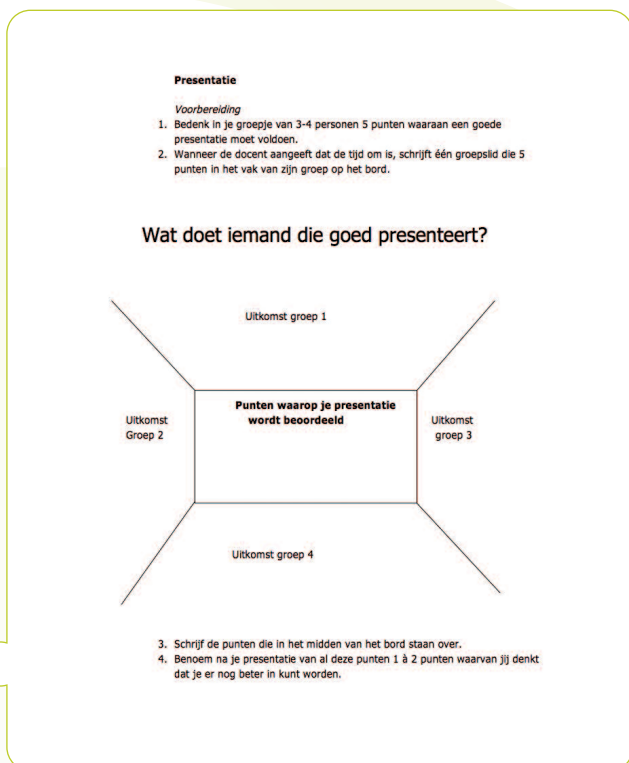 Presentatie
Voorbereiding
1. Bedenk in je groepje van 3-4 personen 5 punten waaraan een goede
presentatie moet voldoen.
2. Wanneer de docent aangeeft dat de tijd om is, schrijft één groepslid die 5
punten in het vak van zijn groep op het bord.
Wat doet iemand die goed presenteert?
Uitkomst groep 1
Punten waarop je presentatie
wordt beoordeeld
Uitkomst
Groep 2
Uitkomst
groep 3
Uitkomst groep 4
3. Schrijf de punten die in het midden van het bord staan over.
4. Benoem na je presentatie van al deze punten 1 à 2 punten waarvan jij denkt
dat je er nog beter in kunt worden.